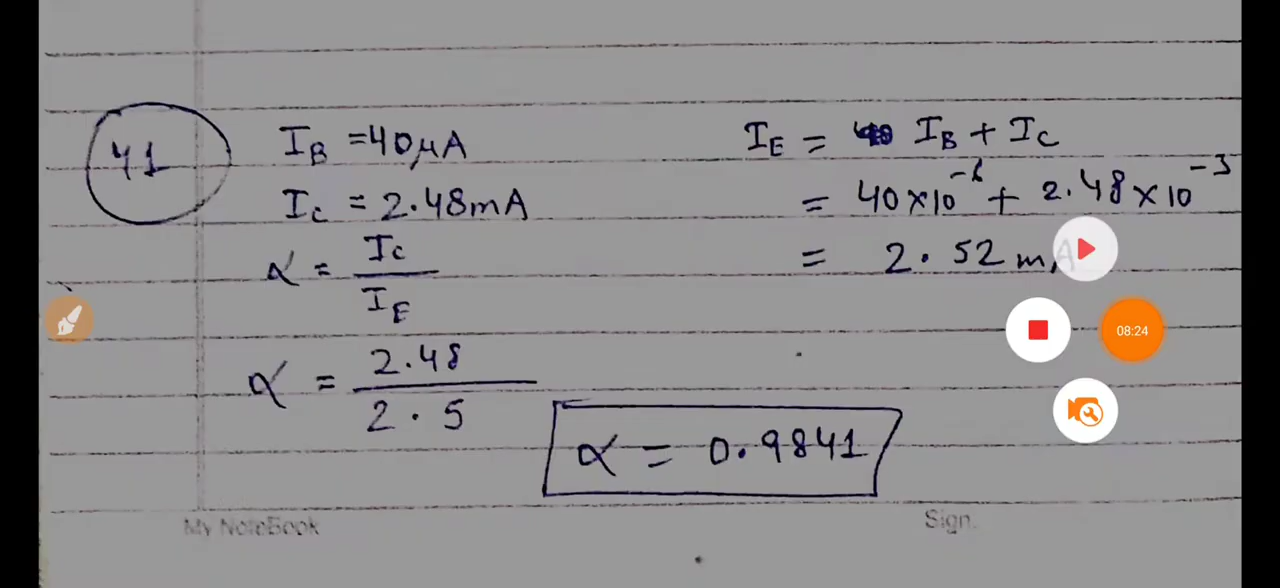 41
I_B = 40μA
I_C = 2.48mA
α = I_C / I_E
α = 2.48 / 2.5
α = 0.9841
I_E = I_B + I_C
= 40×10^-6 + 2.48×10^-3
= 2.52 mA
08:24
My NoteBook
Sign.